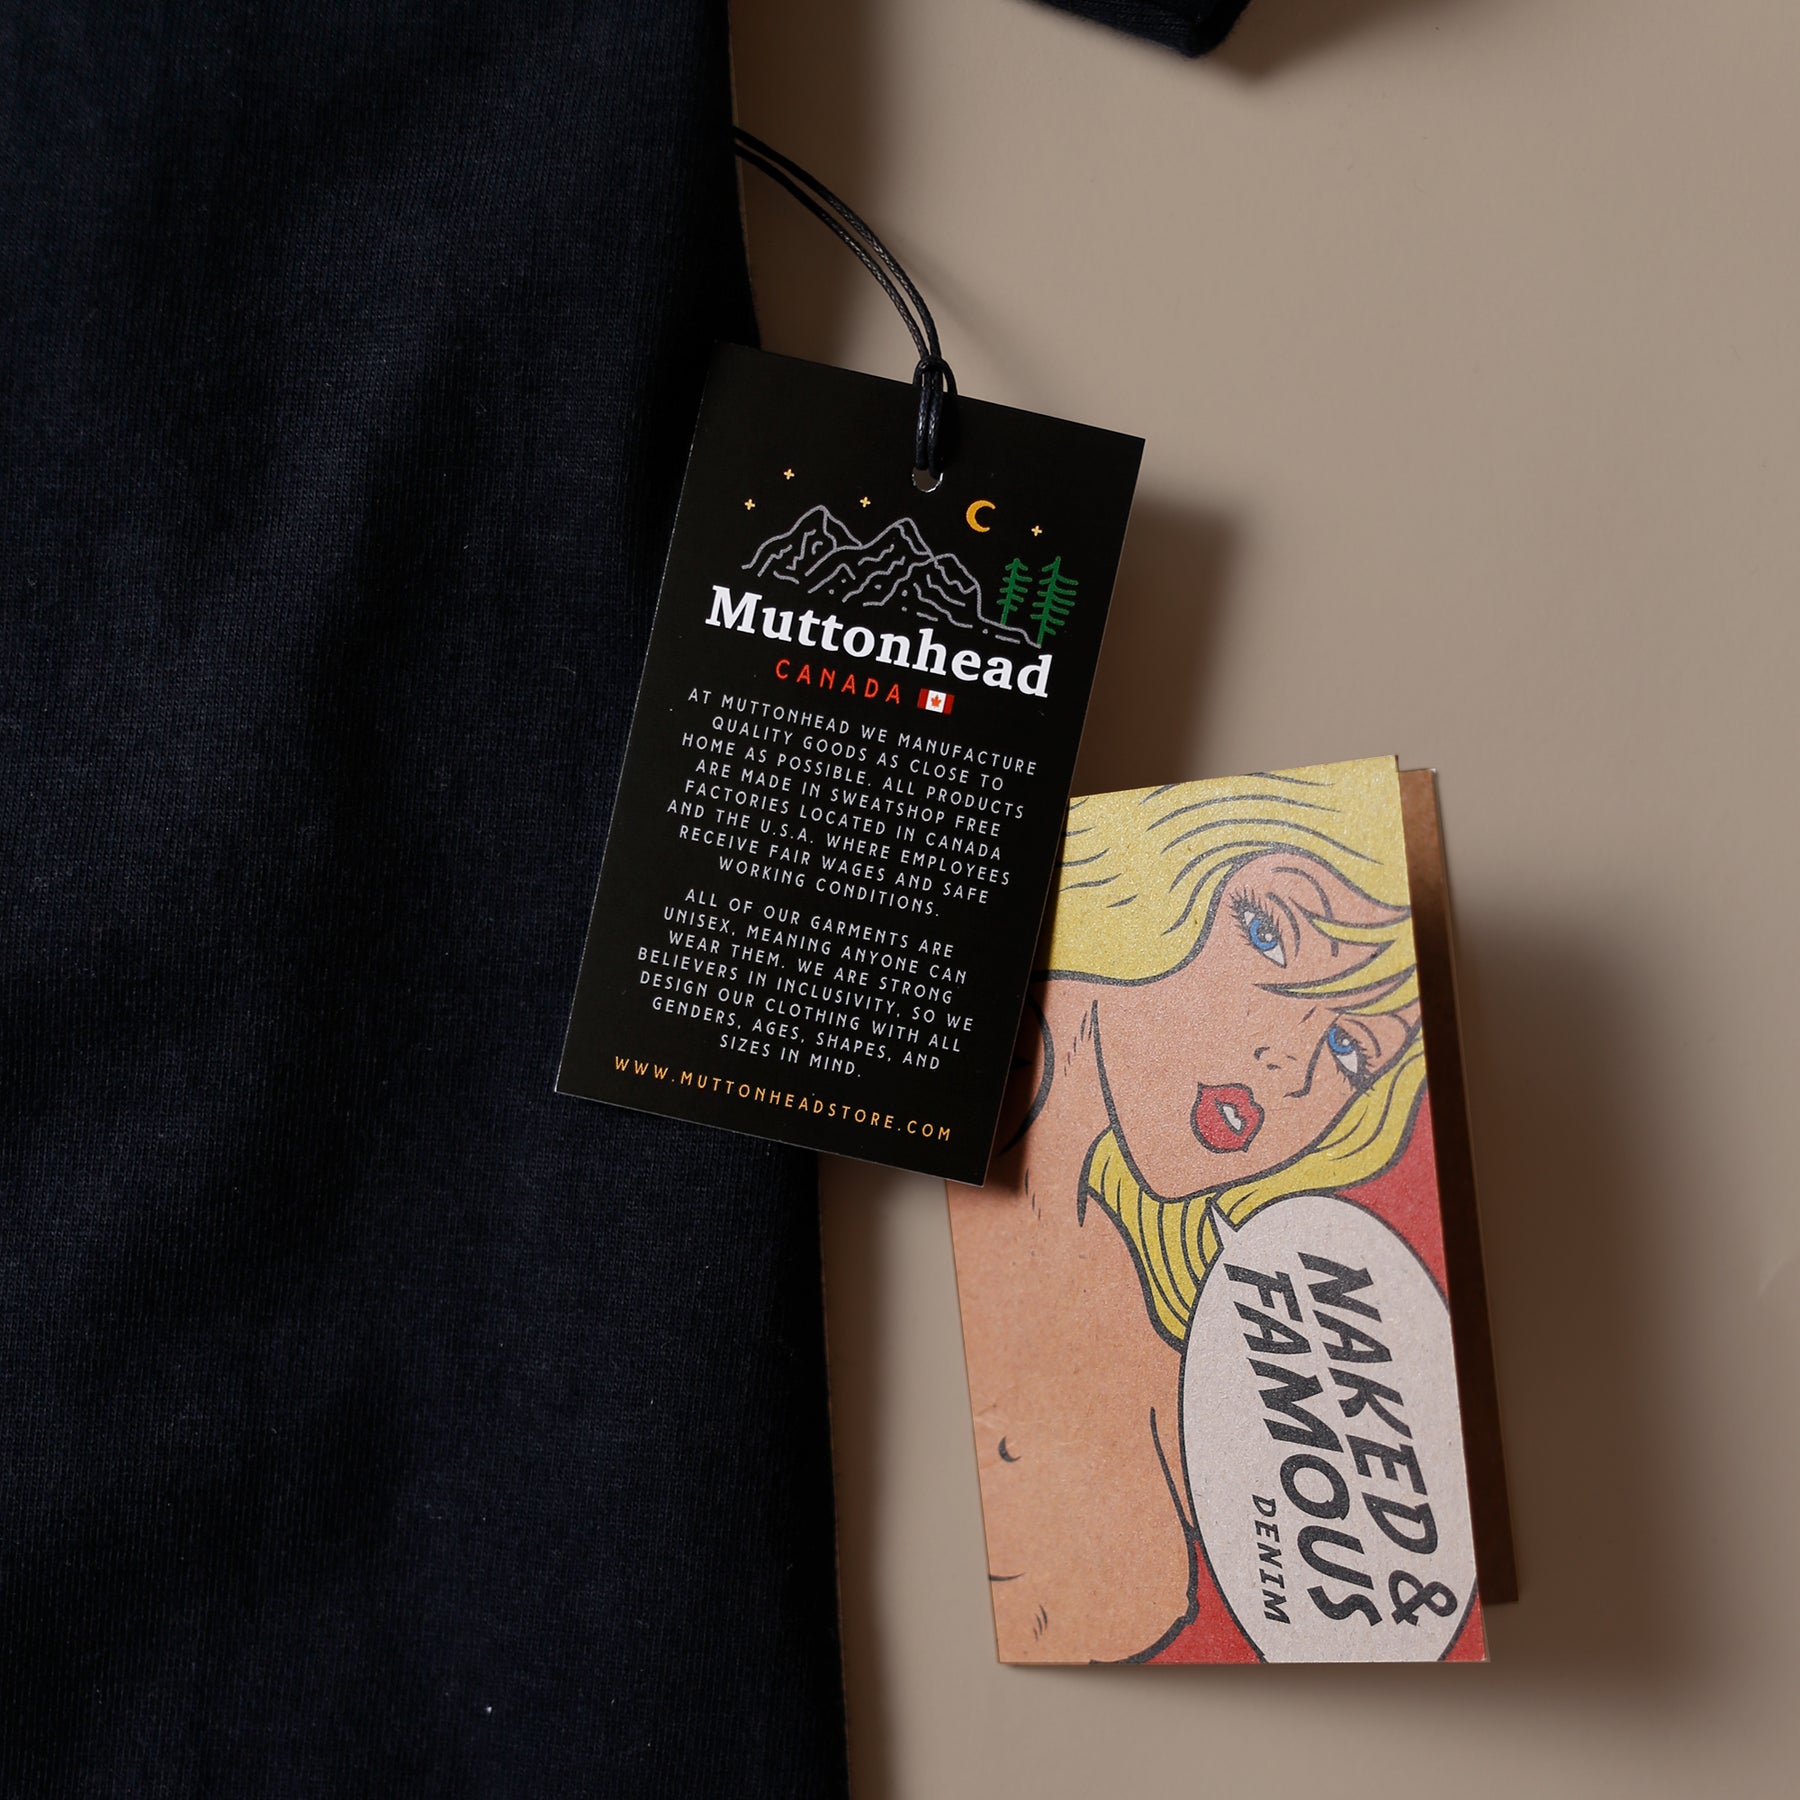 Muttonhead
CANADA
AT MUTTONHEAD WE MANUFACTURE
QUALITY GOODS AS CLOSE TO
HOME AS POSSIBLE. ALL PRODUCTS
ARE MADE IN SWEATSHOP FREE
FACTORIES LOCATED IN CANADA
AND THE U.S.A. WHERE EMPLOYEES
RECEIVE FAIR WAGES AND SAFE
WORKING CONDITIONS.
ALL OF OUR GARMENTS ARE
UNISEX, MEANING ANYONE CAN
WEAR THEM. WE ARE STRONG
BELIEVERS IN INCLUSIVITY, SO WE
DESIGN OUR CLOTHING WITH ALL
GENDERS, AGES, SHAPES, AND
SIZES IN MIND.
WWW.MUTTONHEADSTORE.COM
NAKED &
FAMOUS
DENIM